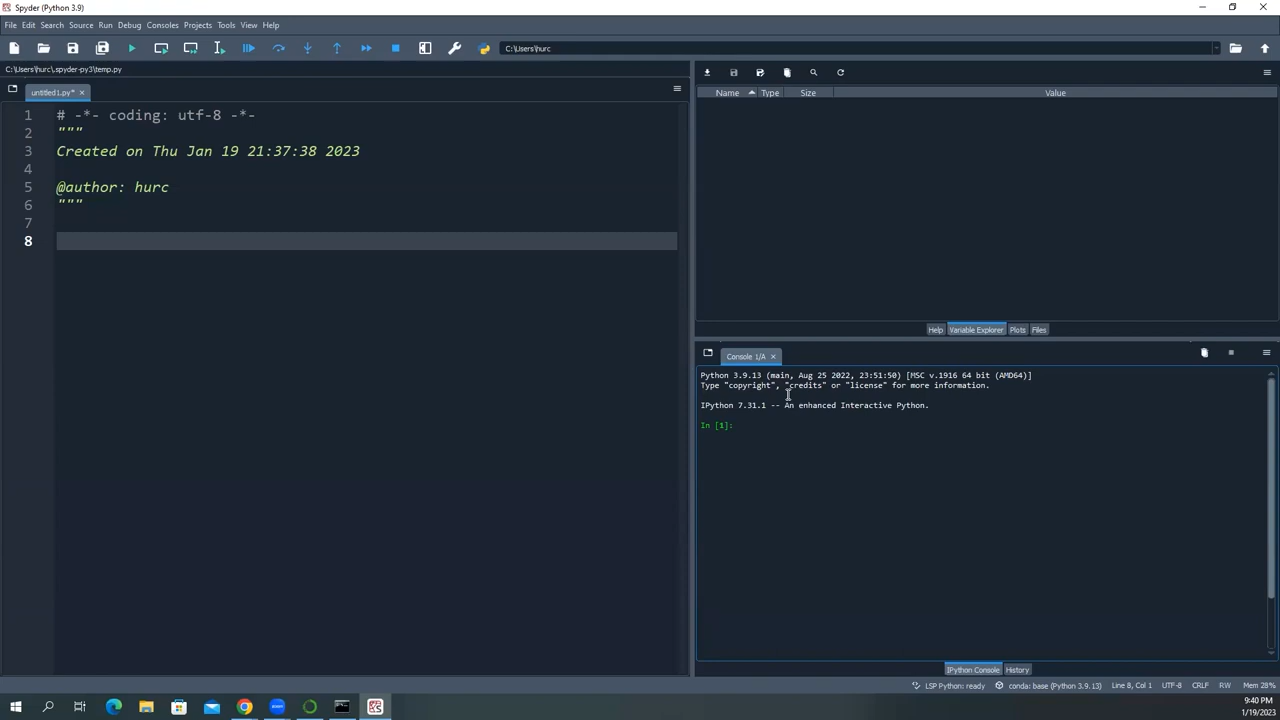 Spyder (Python 3.9)
File Edit Search Source Run Debug Consoles Projects Tools View Help
C:\Users\hurc
C:\Users\hurc\.spyder-py3\temp.py
untitled1.py*
Name Type Size Value
1 # -*- coding: utf-8 -*-
2 """
3 Created on Thu Jan 19 21:37:38 2023
4
5 @author: hurc
6 """
7
8
Help Variable Explorer Plots Files
Console 1/A
Python 3.9.13 (main, Aug 25 2022, 23:51:50) [MSC v.1916 64 bit (AMD64)]
Type "copyright", "credits" or "license" for more information.
IPython 7.31.1 -- An enhanced Interactive Python.
In [1]:
IPython Console History
LSP Python: ready conda: base (Python 3.9.13) Line 8, Col 1 UTF-8 CRLF RW Mem 28%
9:40 PM
1/19/2023